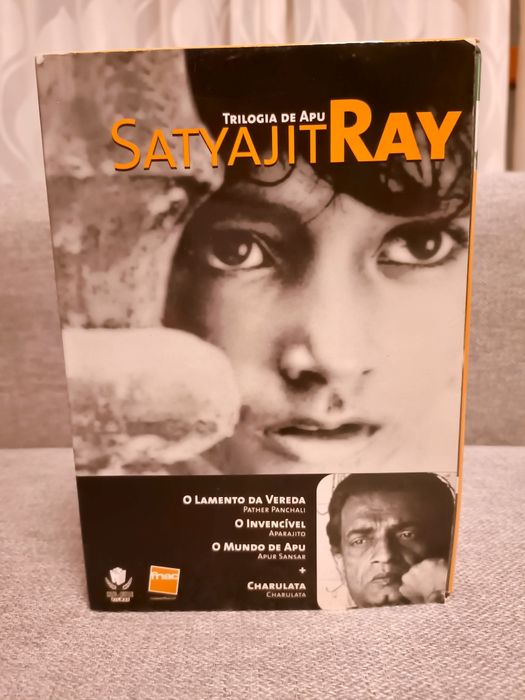 TRILOGIA DE APU
SATYAJITRAY
O LAMENTO DA VEREDA
PATHER PANCHALI
O INVENCÍVEL
APARAJITO
O MUNDO DE APU
APUR SANSAR
+
CHARULATA
CHARULATA
fnac
FILMES